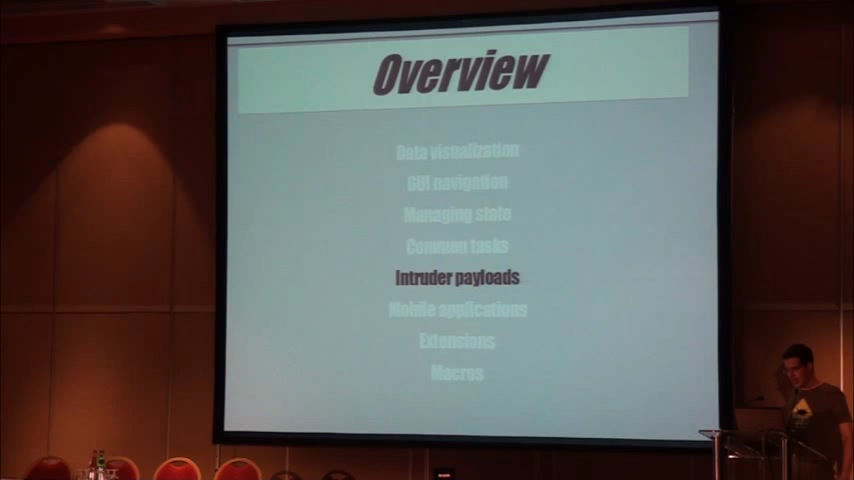 Overview
Data visualization
GUI navigation
Managing state
Common tasks
Intruder payloads
Mobile applications
Extensions
Macros